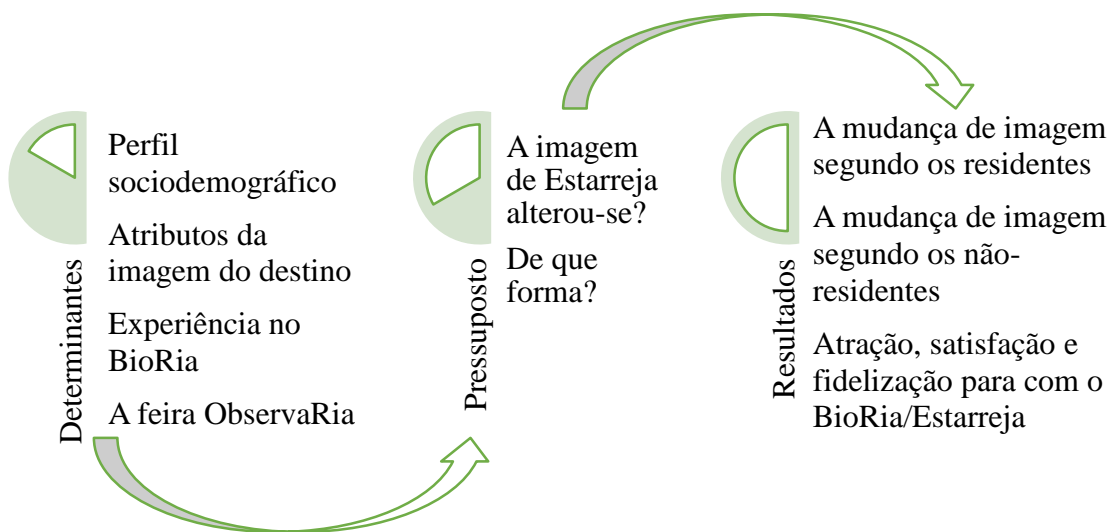 Determinantes
Perfil
sociodemográfico
Atributos da
imagem do destino
Experiência no
BioRia
A feira ObservaRia
Pressuposto
A imagem
de Estarreja
alterou-se?
De que
forma?
Resultados
A mudança de imagem
segundo os residentes
A mudança de imagem
segundo os não-
residentes
Atração, satisfação e
fidelização para com o
BioRia/Estarreja